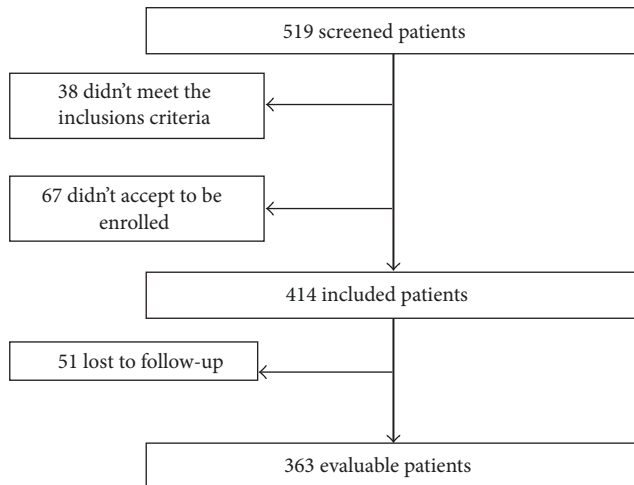 519 screened patients
38 didn't meet the
inclusions criteria
67 didn't accept to be
enrolled
414 included patients
51 lost to follow-up
363 evaluable patients